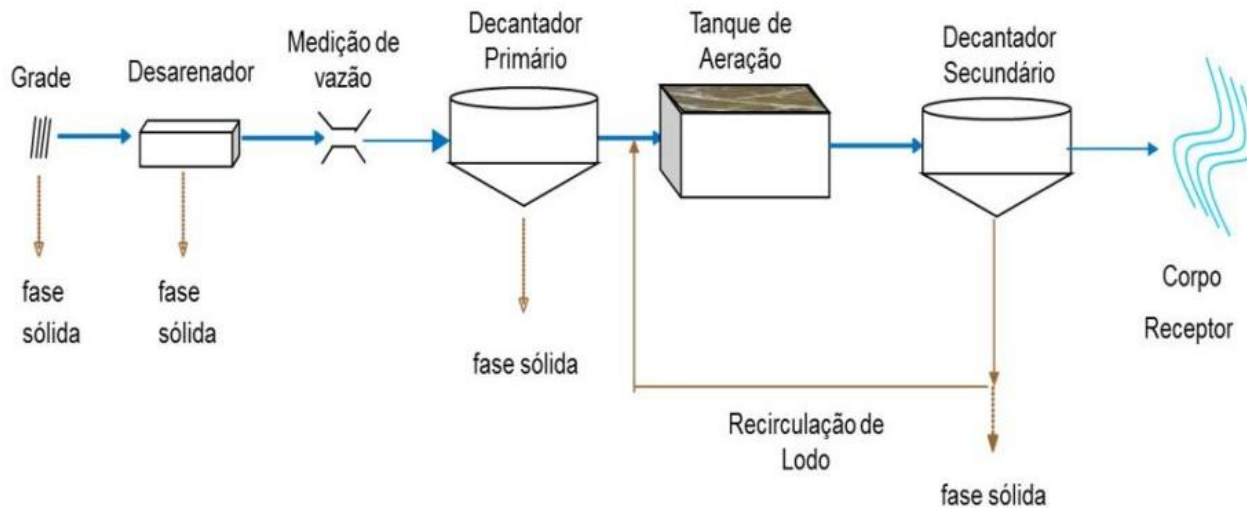 Grade
Desarenador
Medição de
vazão
Decantador
Primário
Tanque de
Aeração
Decantador
Secundário
fase
sólida
fase
sólida
fase sólida
Recirculação de
Lodo
fase sólida
Corpo
Receptor